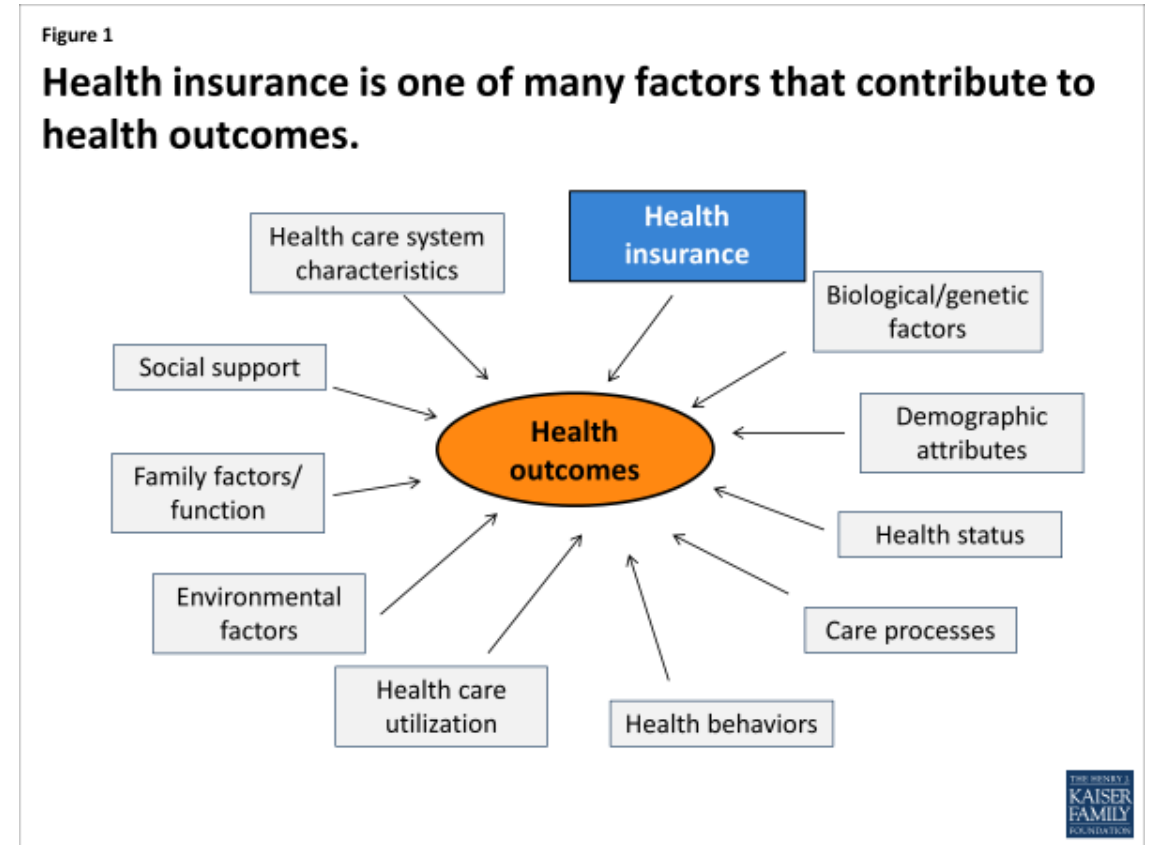 Figure 1
Health insurance is one of many factors that contribute to
health outcomes.
Health
insurance
Health care system
characteristics
Biological/genetic
factors
Social support
Demographic
attributes
Health
outcomes
Family factors/
function
Health status
Environmental
factors
Care processes
Health care
utilization
Health behaviors
THE HENRY J.
KAISER
FAMILY
FOUNDATION